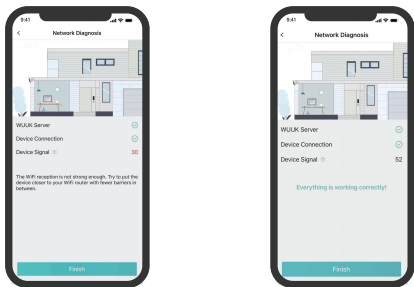 9:41
Network Diagnosis
WUUK Server
Device Connection
Device Signal
30
The WiFi reception is not strong enough. Try to put the
device closer to your WiFi router with fewer barriers in
between.
Finish
9:41
Network Diagnosis
WUUK Server
Device Connection
Device Signal
52
Everything is working correctly!
Finish